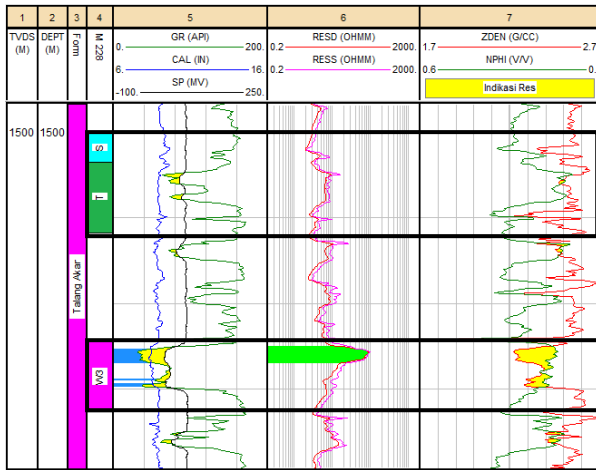 1 2 3 4 5 6 7
TVDS (M) DEPT (M) Form M 228
GR (API)
0. 200.
CAL (IN)
6. 16.
SP (MV)
-100. 250.
RESD (OHMM)
0.2 2000.
RESS (OHMM)
0.2 2000.
ZDEN (G/CC)
1.7 2.7
NPHI (V/V)
0.6 0.
Indikasi Res
1500 1500
Talang Akar
S
T
W3